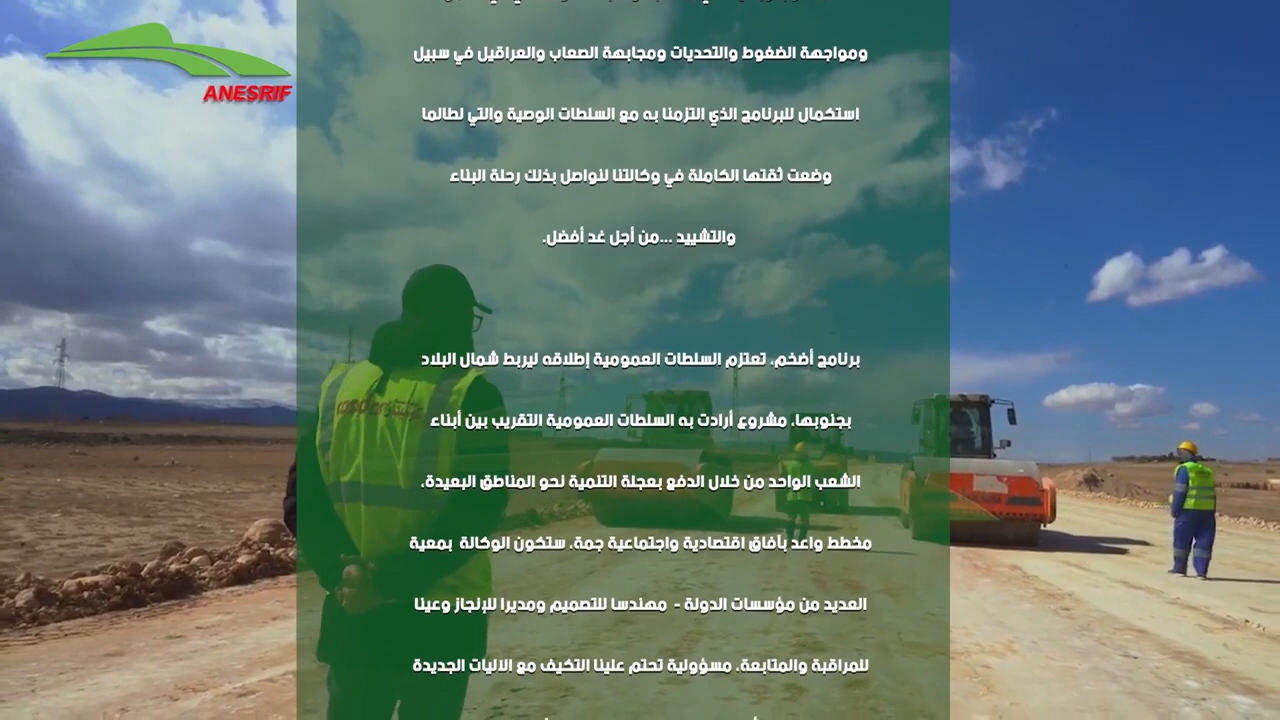 ANESRIF
ومواجهة الضغوط والتحديات ومجابهة الصعاب والعراقيل في سبيل
استكمال للبرنامج الذي التزمنا به مع السلطات الوصية والتي لطالما
وضعت ثقتها الكاملة في وكالتنا لنواصل بذلك رحلة البناء
والتشييد ...من أجل غد أفضل.
برنامج أضخم، تعتزم السلطات العمومية إطلاقه ليربط شمال البلاد
بجنوبها، مشروع أرادت به السلطات العمومية التقريب بين أبناء
الشعب الواحد من خلال الدفع بعجلة التنمية نحو المناطق البعيدة،
مخطط واعد بآفاق اقتصادية واجتماعية جمة، ستكون الوكالة بمعية
العديد من مؤسسات الدولة - مهندسا للتصميم ومديرا للإنجاز وعينا
للمراقبة والمتابعة، مسؤولية تحتم علينا التكيف مع الاليات الجديدة